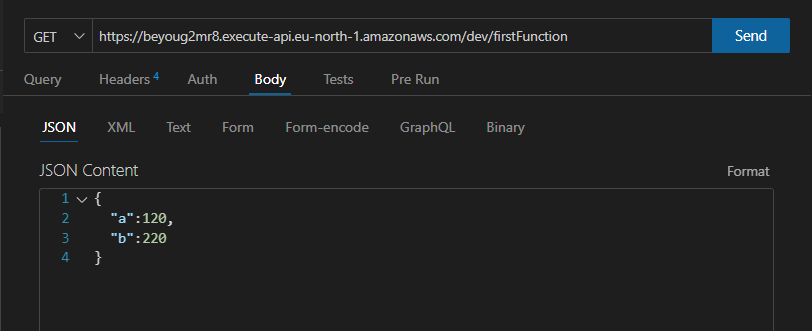 GET https://beyoug2mr8.execute-api.eu-north-1.amazonaws.com/dev/firstFunction Send
Query Headers 4 Auth Body Tests Pre Run
JSON XML Text Form Form-encode GraphQL Binary
JSON Content Format
1 {
2 "a":120,
3 "b":220
4 }